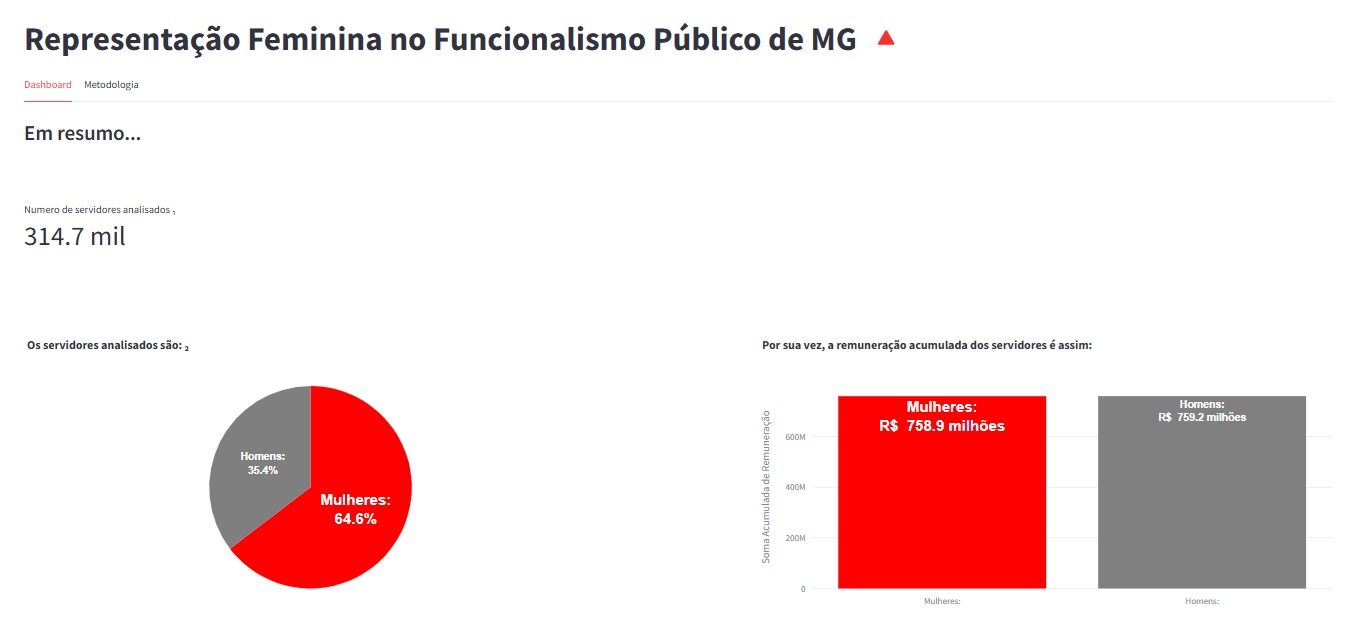 Representação Feminina no Funcionalismo Público de MG
Dashboard Metodologia
Em resumo...
Numero de servidores analisados ₁
314.7 mil
Os servidores analisados são: ₂
Homens:
35.4%
Mulheres:
64.6%
Por sua vez, a remuneração acumulada dos servidores é assim:
Soma Acumulada de Remuneração
600M
400M
200M
0
Mulheres:
R$ 758.9 milhões
Homens:
R$ 759.2 milhões
Mulheres:
Homens: